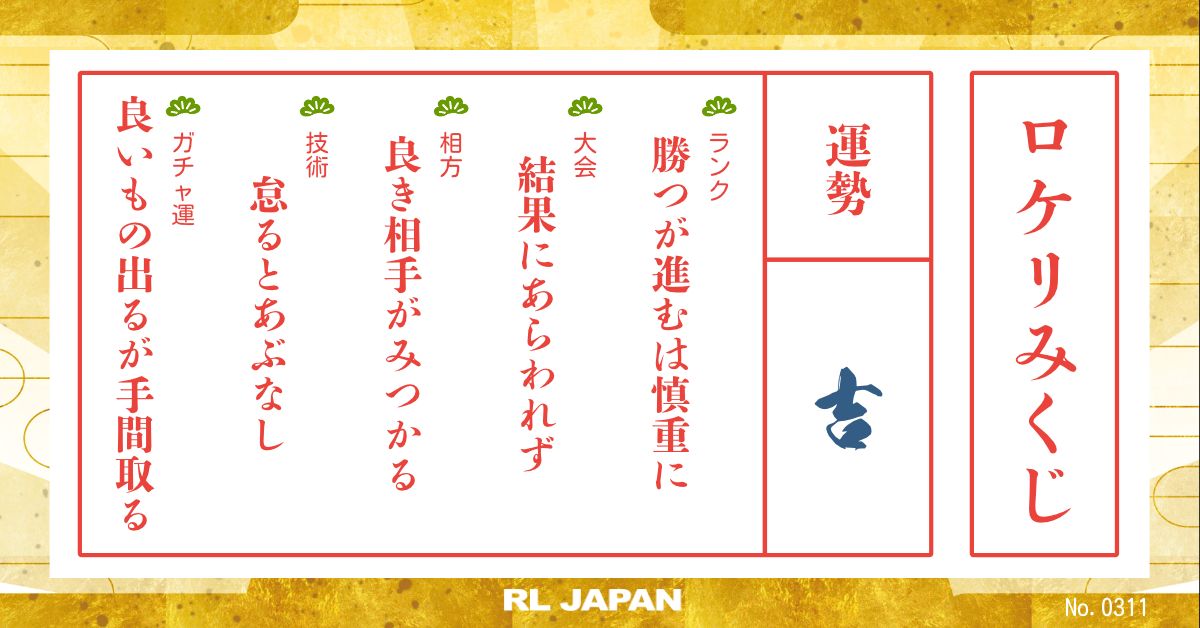 ロケリみくじ
運勢
吉
ランク
勝つが進むは慎重に
大会
結果にあらわれず
相方
良き相手がみつかる
技術
怠るとあぶなし
ガチャ運
良いもの出るが手間取る
RL JAPAN
No. 0311